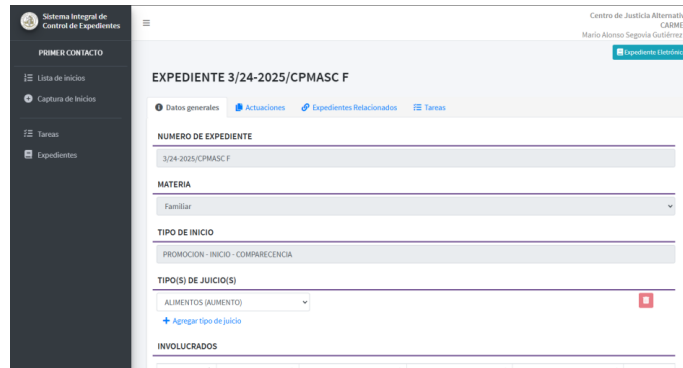 Sistema Integral de
Control de Expedientes
Centro de Justicia Alternativ
CARME
Mario Alonso Segovia Gutiérrez
PRIMER CONTACTO
Expediente Eletrónic
Lista de inicios
Captura de Inicios
Tareas
Expedientes
EXPEDIENTE 3/24-2025/CPMASC F
Datos generales
Actuaciones
Expedientes Relacionados
Tareas
NUMERO DE EXPEDIENTE
3/24-2025/CPMASC F
MATERIA
Familiar
TIPO DE INICIO
PROMOCION - INICIO - COMPARECENCIA
TIPO(S) DE JUICIO(S)
ALIMENTOS (AUMENTO)
Agregar tipo de juicio
INVOLUCRADOS